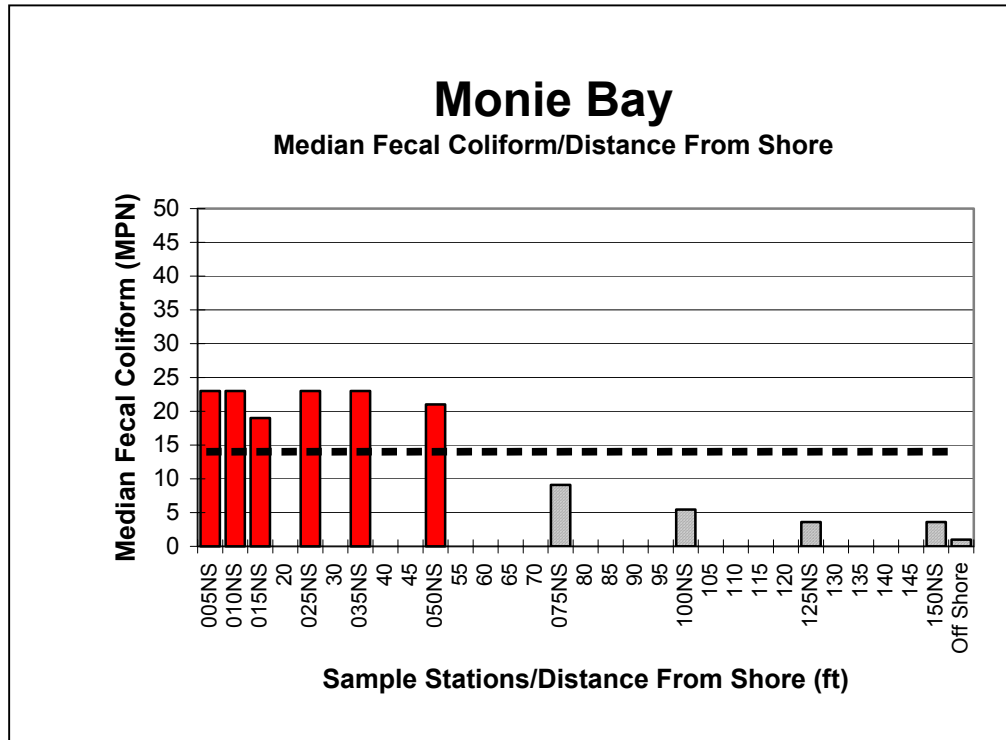 Monie Bay
Median Fecal Coliform/Distance From Shore
Median Fecal Coliform (MPN)
50
45
40
35
30
25
20
15
10
5
0
005NS
010NS
015NS
20
025NS
30
035NS
40
45
050NS
55
60
65
70
075NS
80
85
90
95
100NS
105
110
115
120
125NS
130
135
140
145
150NS
Off Shore
Sample Stations/Distance From Shore (ft)